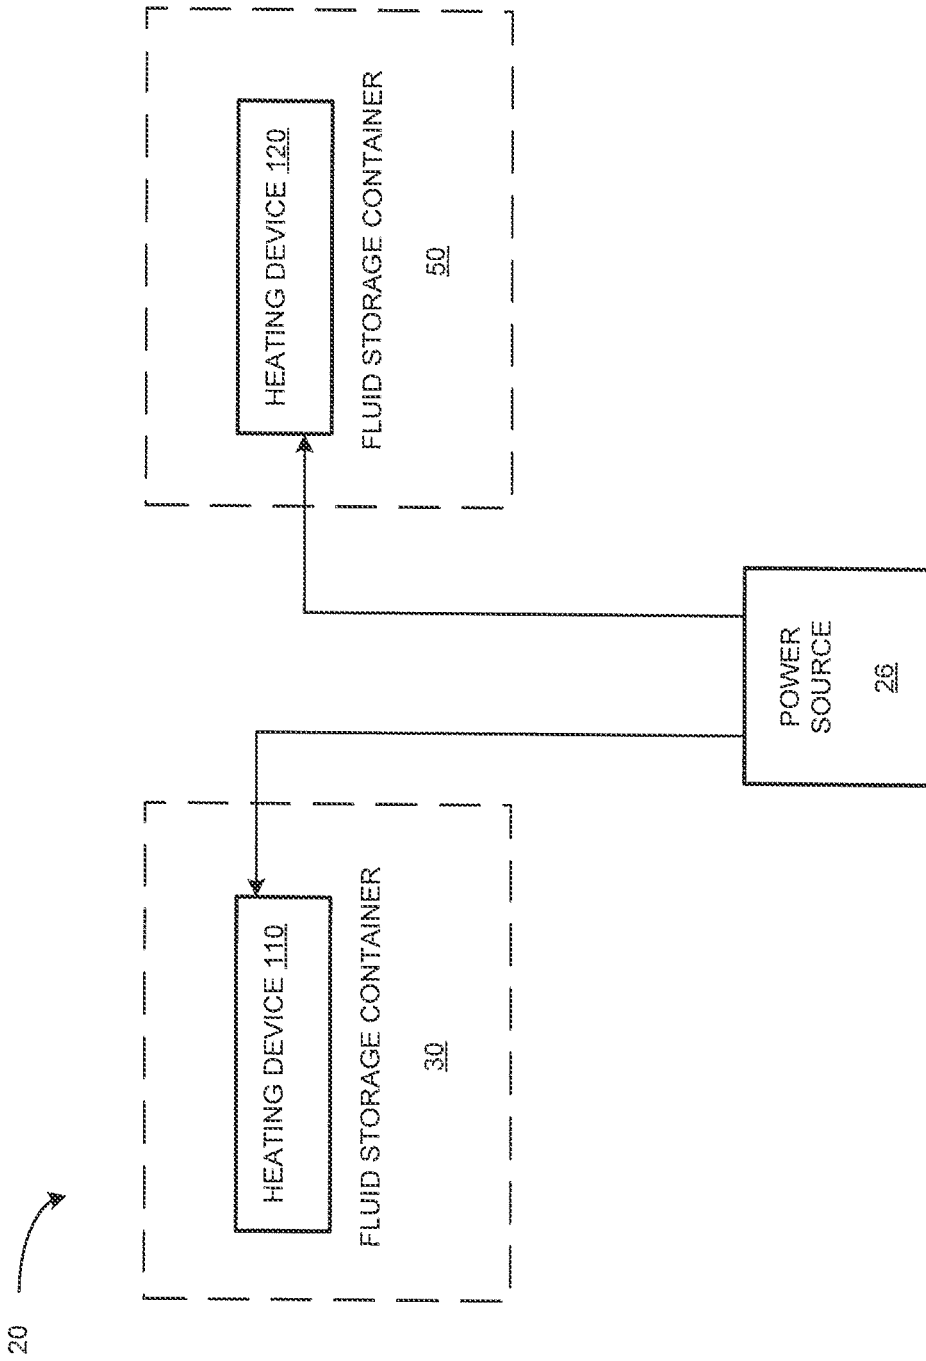 20
HEATING DEVICE 110
FLUID STORAGE CONTAINER
30
HEATING DEVICE 120
FLUID STORAGE CONTAINER
50
POWER
SOURCE
26